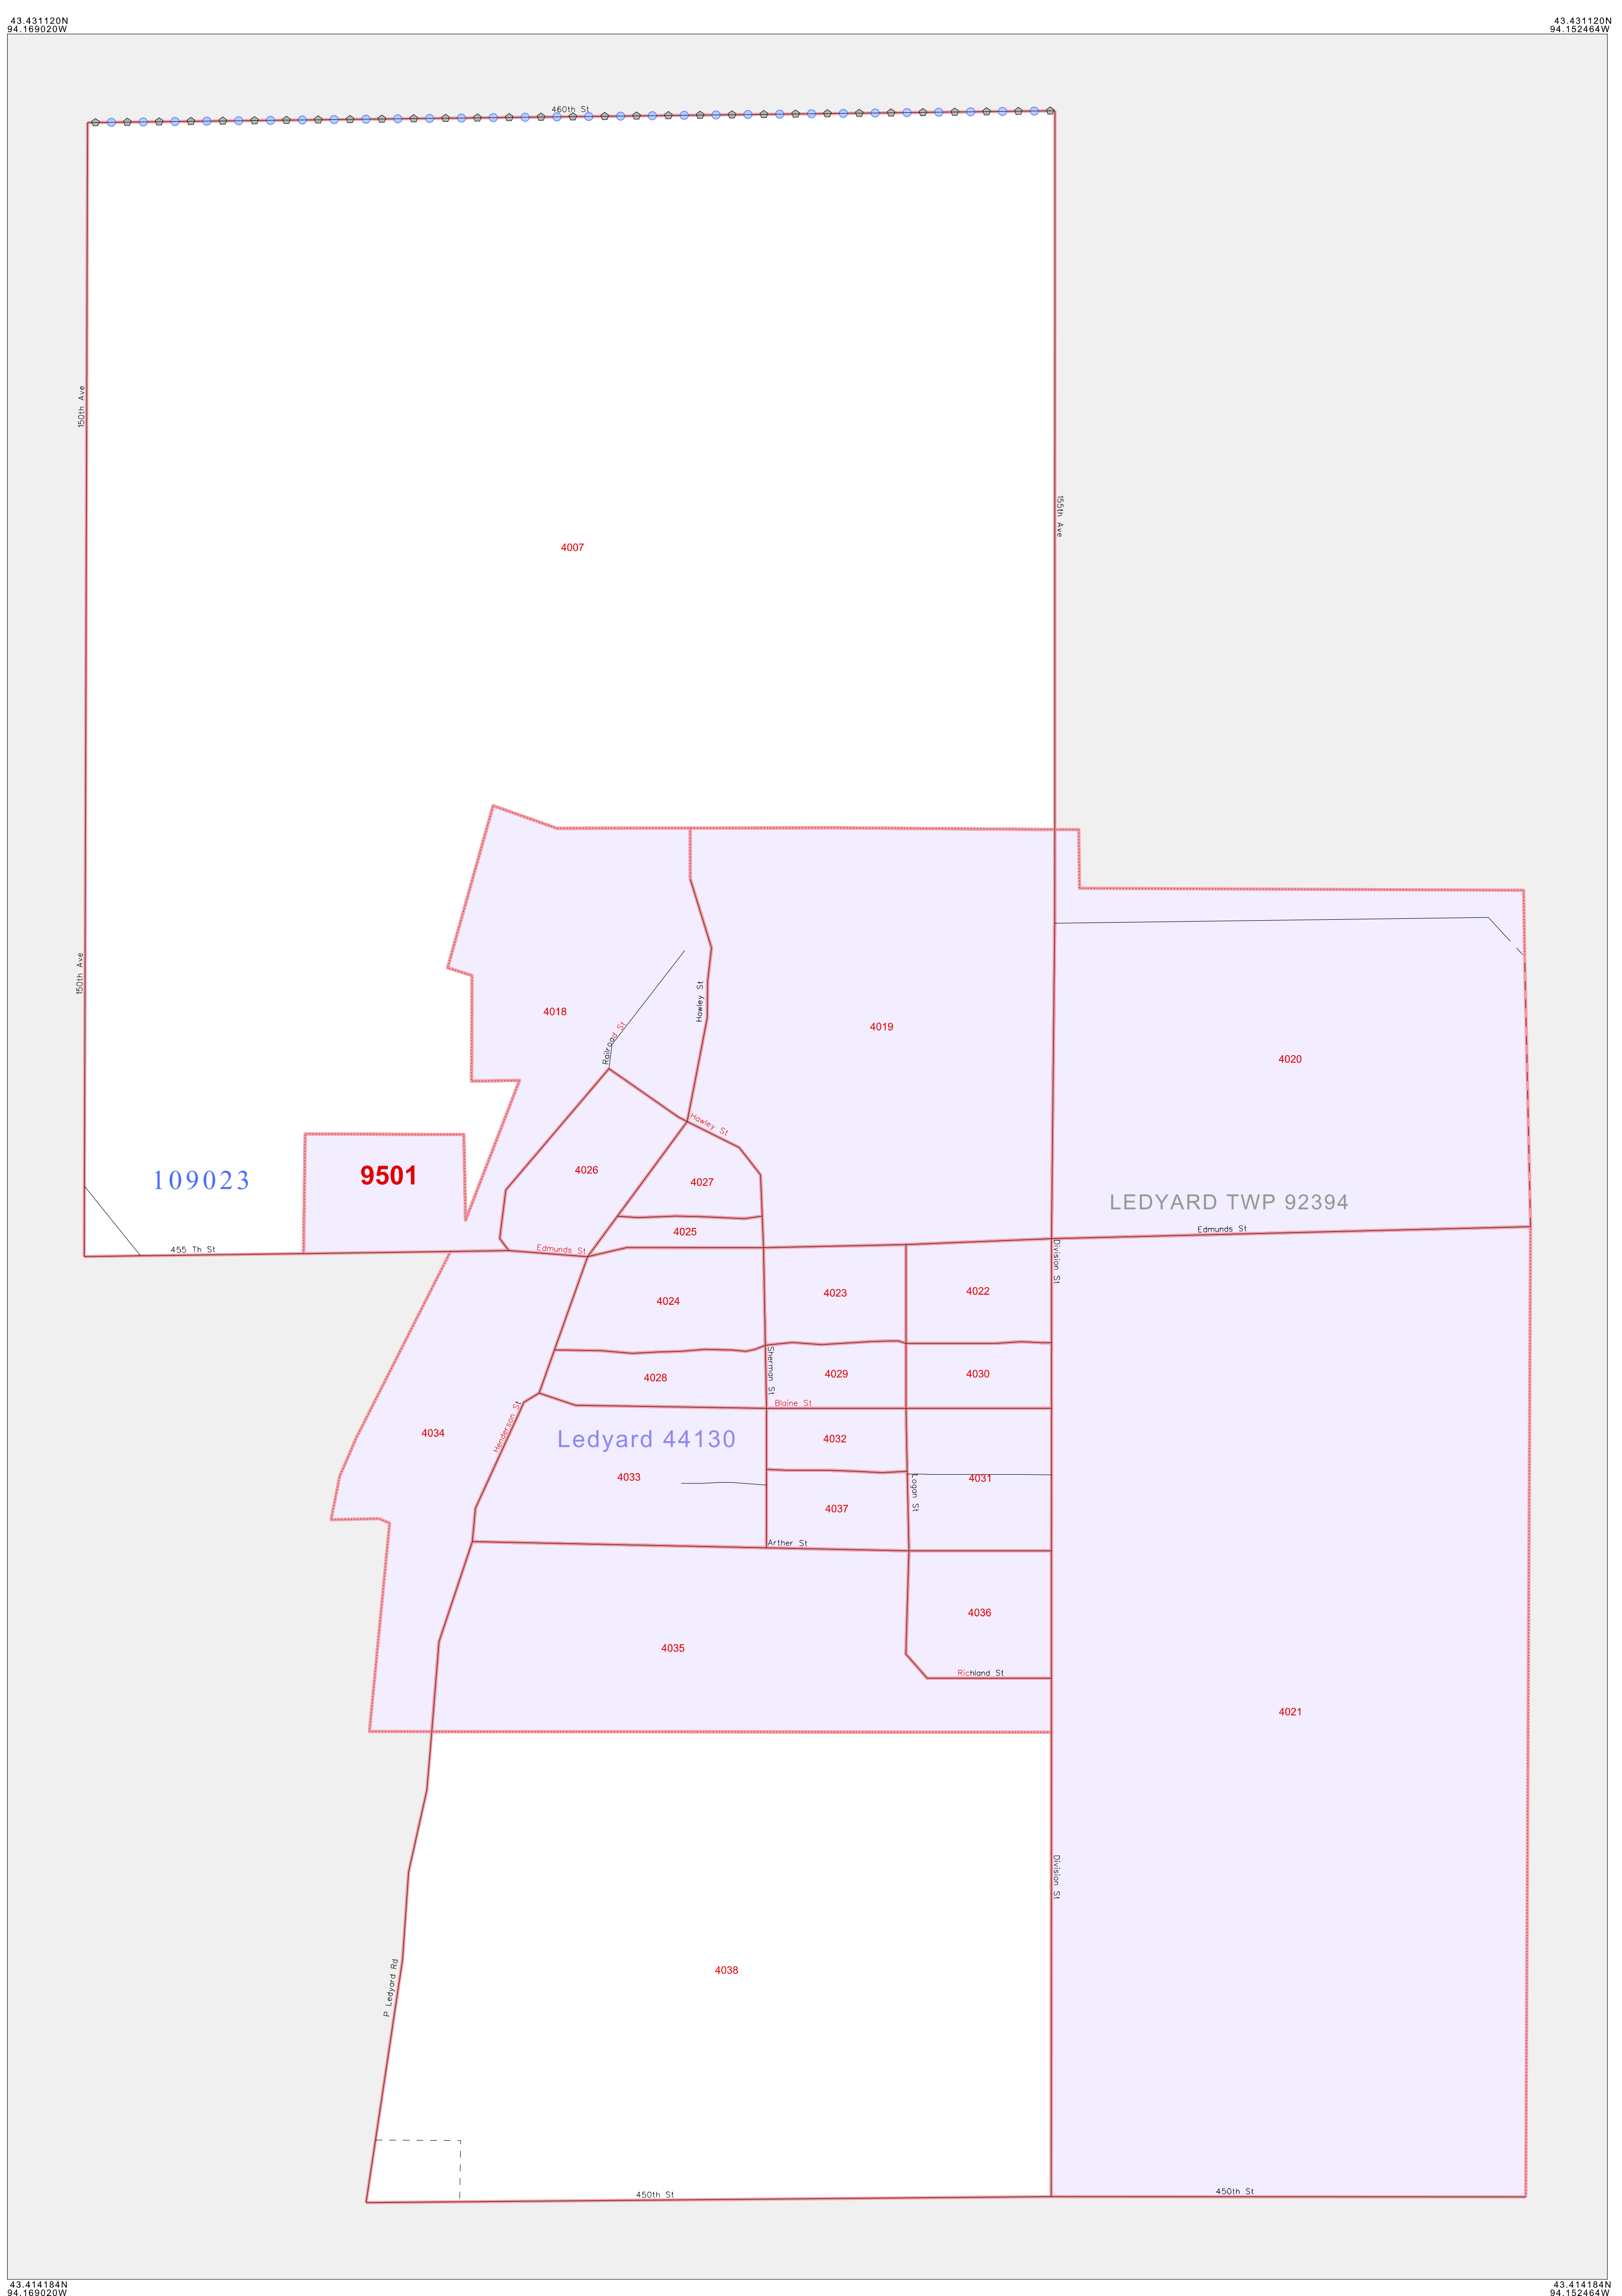 43.431120N
94.169020W
43.431120N
94.152464W
460th St
150th Ave
155th Ave
4007
150th Ave
Hawley St
4018
4019
Railroad St
4020
Hawley St
109023
9501
4026
4027
LEDYARD TWP 92394
4025
Edmunds St
455 Th St
Edmunds St
Division St
4024
4023
4022
Sherman St
4028
4029
4030
Blaine St
Henderson St
4034
Ledyard 44130
4032
4033
4031
Logan St
4037
Arther St
4036
4035
Richland St
4021
Division St
4038
P Ledyard Rd
450th St
450th St
43.414184N
94.169020W
43.414184N
94.152464W